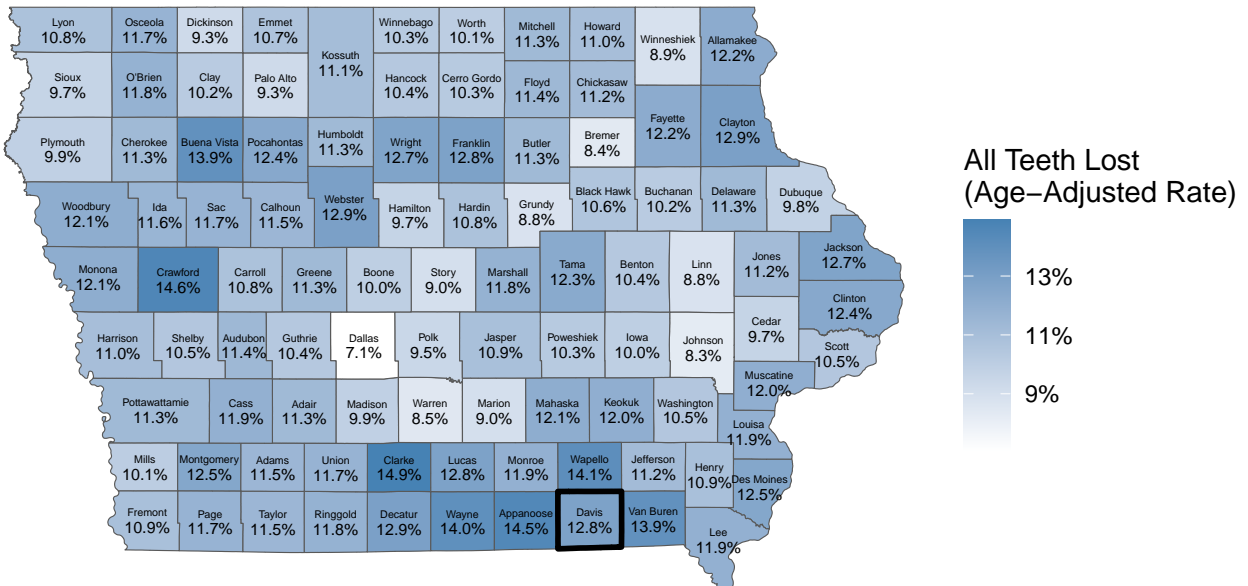 Lyon
10.8%
Osceola
11.7%
Dickinson
9.3%
Emmet
10.7%
Kossuth
11.1%
Winnebago
10.3%
Worth
10.1%
Mitchell
11.3%
Howard
11.0%
Winneshiek
8.9%
Allamakee
12.2%
Sioux
9.7%
O'Brien
11.8%
Clay
10.2%
Palo Alto
9.3%
Hancock
10.4%
Cerro Gordo
10.3%
Floyd
11.4%
Chickasaw
11.2%
Fayette
12.2%
Clayton
12.9%
Plymouth
9.9%
Cherokee
11.3%
Buena Vista
13.9%
Pocahontas
12.4%
Humboldt
11.3%
Wright
12.7%
Franklin
12.8%
Butler
11.3%
Bremer
8.4%
Woodbury
12.1%
Ida
11.6%
Sac
11.7%
Calhoun
11.5%
Webster
12.9%
Hamilton
9.7%
Hardin
10.8%
Grundy
8.8%
Black Hawk
10.6%
Buchanan
10.2%
Delaware
11.3%
Dubuque
9.8%
Monona
12.1%
Crawford
14.6%
Carroll
10.8%
Greene
11.3%
Boone
10.0%
Story
9.0%
Marshall
11.8%
Tama
12.3%
Benton
10.4%
Linn
8.8%
Jones
11.2%
Jackson
12.7%
Clinton
12.4%
Harrison
11.0%
Shelby
10.5%
Audubon
11.4%
Guthrie
10.4%
Dallas
7.1%
Polk
9.5%
Jasper
10.9%
Poweshiek
10.3%
Iowa
10.0%
Johnson
8.3%
Cedar
9.7%
Scott
10.5%
Muscatine
12.0%
Pottawattamie
11.3%
Cass
11.9%
Adair
11.3%
Madison
9.9%
Warren
8.5%
Marion
9.0%
Mahaska
12.1%
Keokuk
12.0%
Washington
10.5%
Louisa
11.9%
Mills
10.1%
Montgomery
12.5%
Adams
11.5%
Union
11.7%
Clarke
14.9%
Lucas
12.8%
Monroe
11.9%
Wapello
14.1%
Jefferson
11.2%
Henry
10.9%
Des Moines
12.5%
Fremont
10.9%
Page
11.7%
Taylor
11.5%
Ringgold
11.8%
Decatur
12.9%
Wayne
14.0%
Appanoose
14.5%
Davis
12.8%
Van Buren
13.9%
Lee
11.9%
All Teeth Lost
(Age−Adjusted Rate)
13%
11%
9%